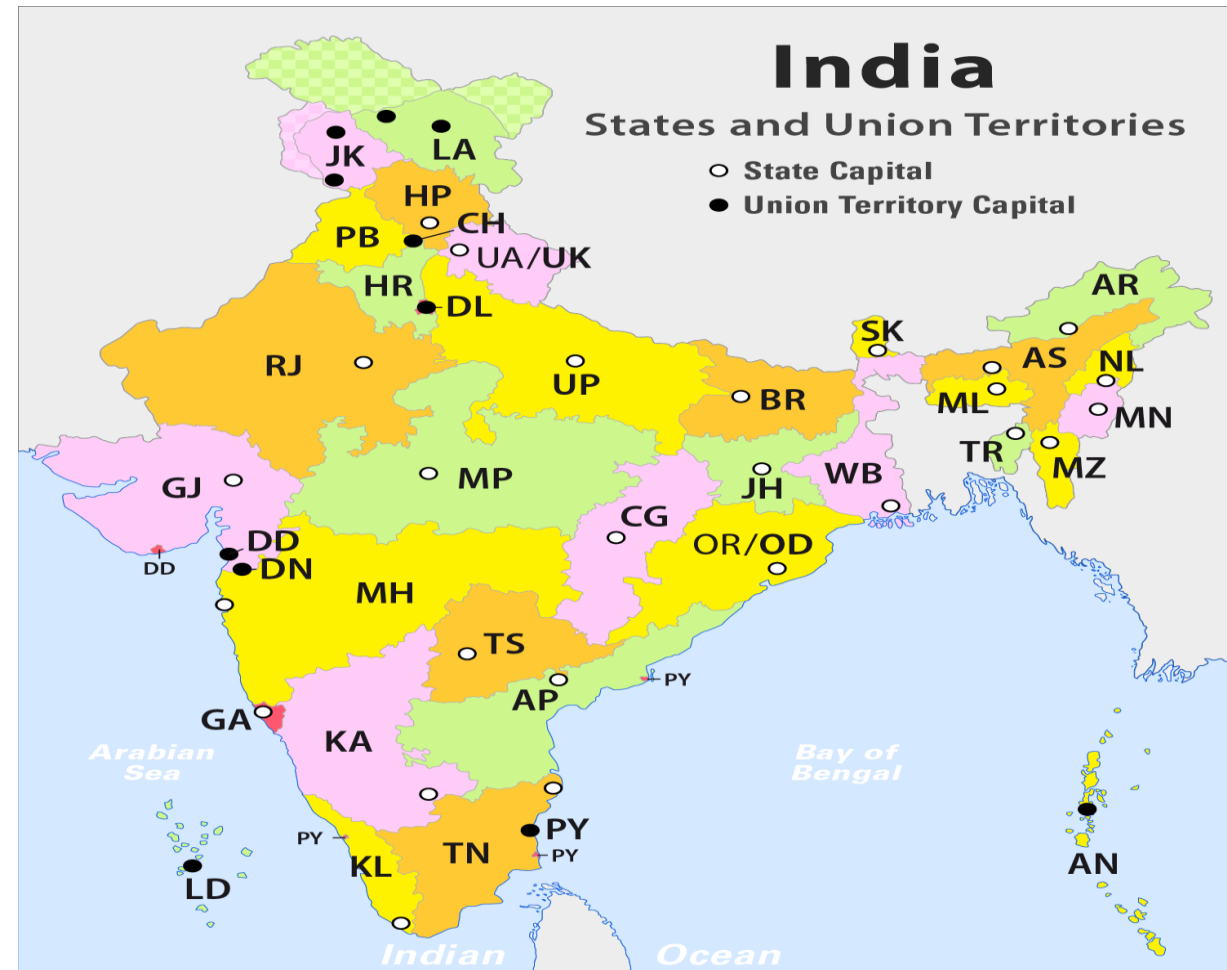 India
States and Union Territories
State Capital
Union Territory Capital
JK
LA
HP
CH
PB
UA/UK
HR
DL
AR
SK
RJ
UP
AS
NL
BR
ML
MN
TR
MZ
GJ
MP
JH
WB
CG
DD
DD
DN
OR/OD
MH
TS
PY
AP
GA
KA
Arabian
Sea
Bay of
Bengal
PY
PY
PY
TN
KL
LD
AN
Indian Ocean